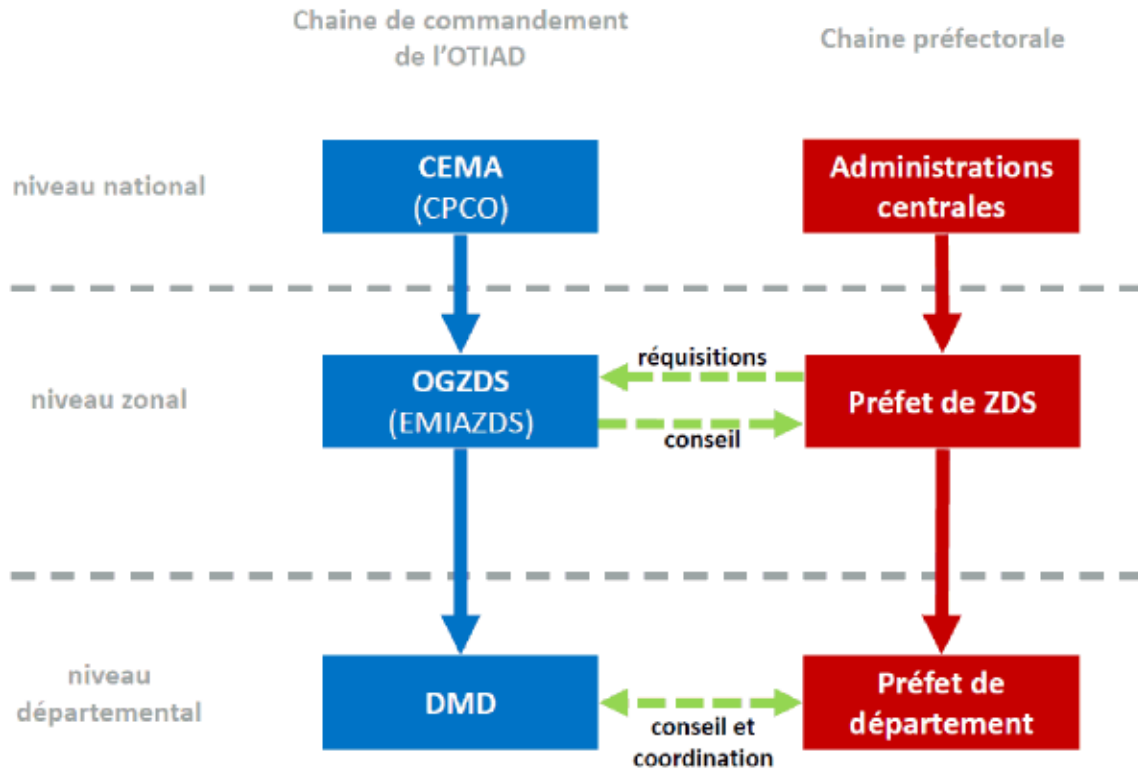 Chaine de commandement
de l'OTIAD
Chaine préfectorale
niveau national
CEMA
(CPCO)
Administrations
centrales
niveau zonal
OGZDS
(EMIAZDS)
réquisitions
conseil
Préfet de ZDS
niveau
départemental
DMD
conseil et
coordination
Préfet de
département